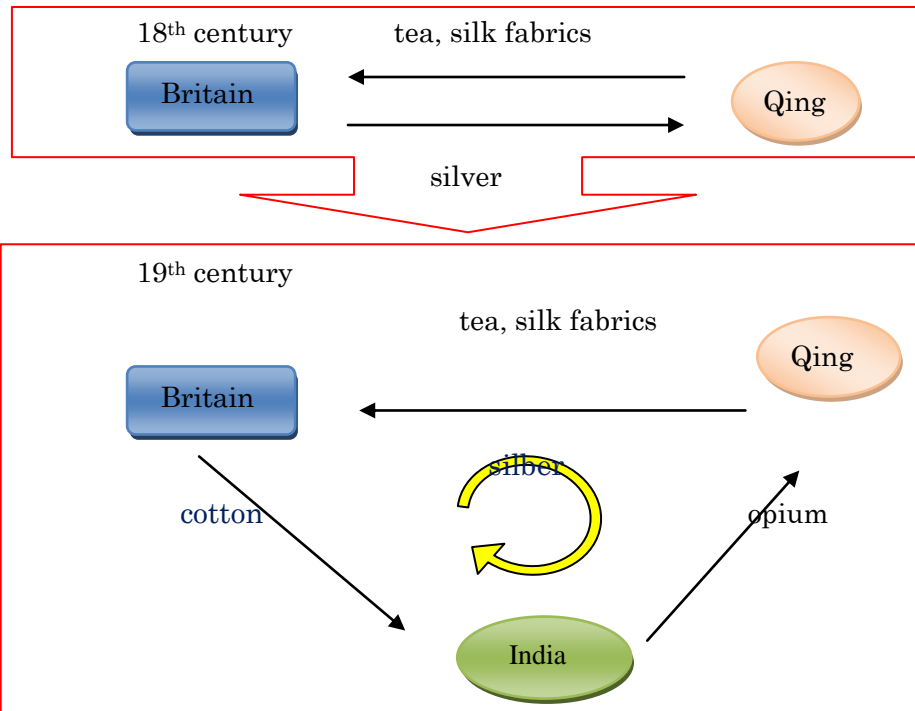 18th century
tea, silk fabrics
Britain
Qing
silver
19th century
tea, silk fabrics
Qing
Britain
silber
cotton
opium
India